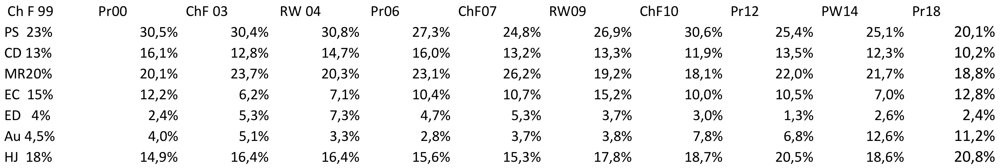 Ch F 99 Pr00 ChF 03 RW 04 Pr06 ChF07 RW09 ChF10 Pr12 PW14 Pr18
PS 23% 30,5% 30,4% 30,8% 27,3% 24,8% 26,9% 30,6% 25,4% 25,1% 20,1%
CD 13% 16,1% 12,8% 14,7% 16,0% 13,2% 13,3% 11,9% 13,5% 12,3% 10,2%
MR20% 20,1% 23,7% 20,3% 23,1% 26,2% 19,2% 18,1% 22,0% 21,7% 18,8%
EC 15% 12,2% 6,2% 7,1% 10,4% 10,7% 15,2% 10,0% 10,5% 7,0% 12,8%
ED 4% 2,4% 5,3% 7,3% 4,7% 5,3% 3,7% 3,0% 1,3% 2,6% 2,4%
Au 4,5% 4,0% 5,1% 3,3% 2,8% 3,7% 3,8% 7,8% 6,8% 12,6% 11,2%
HJ 18% 14,9% 16,4% 16,4% 15,6% 15,3% 17,8% 18,7% 20,5% 18,6% 20,8%